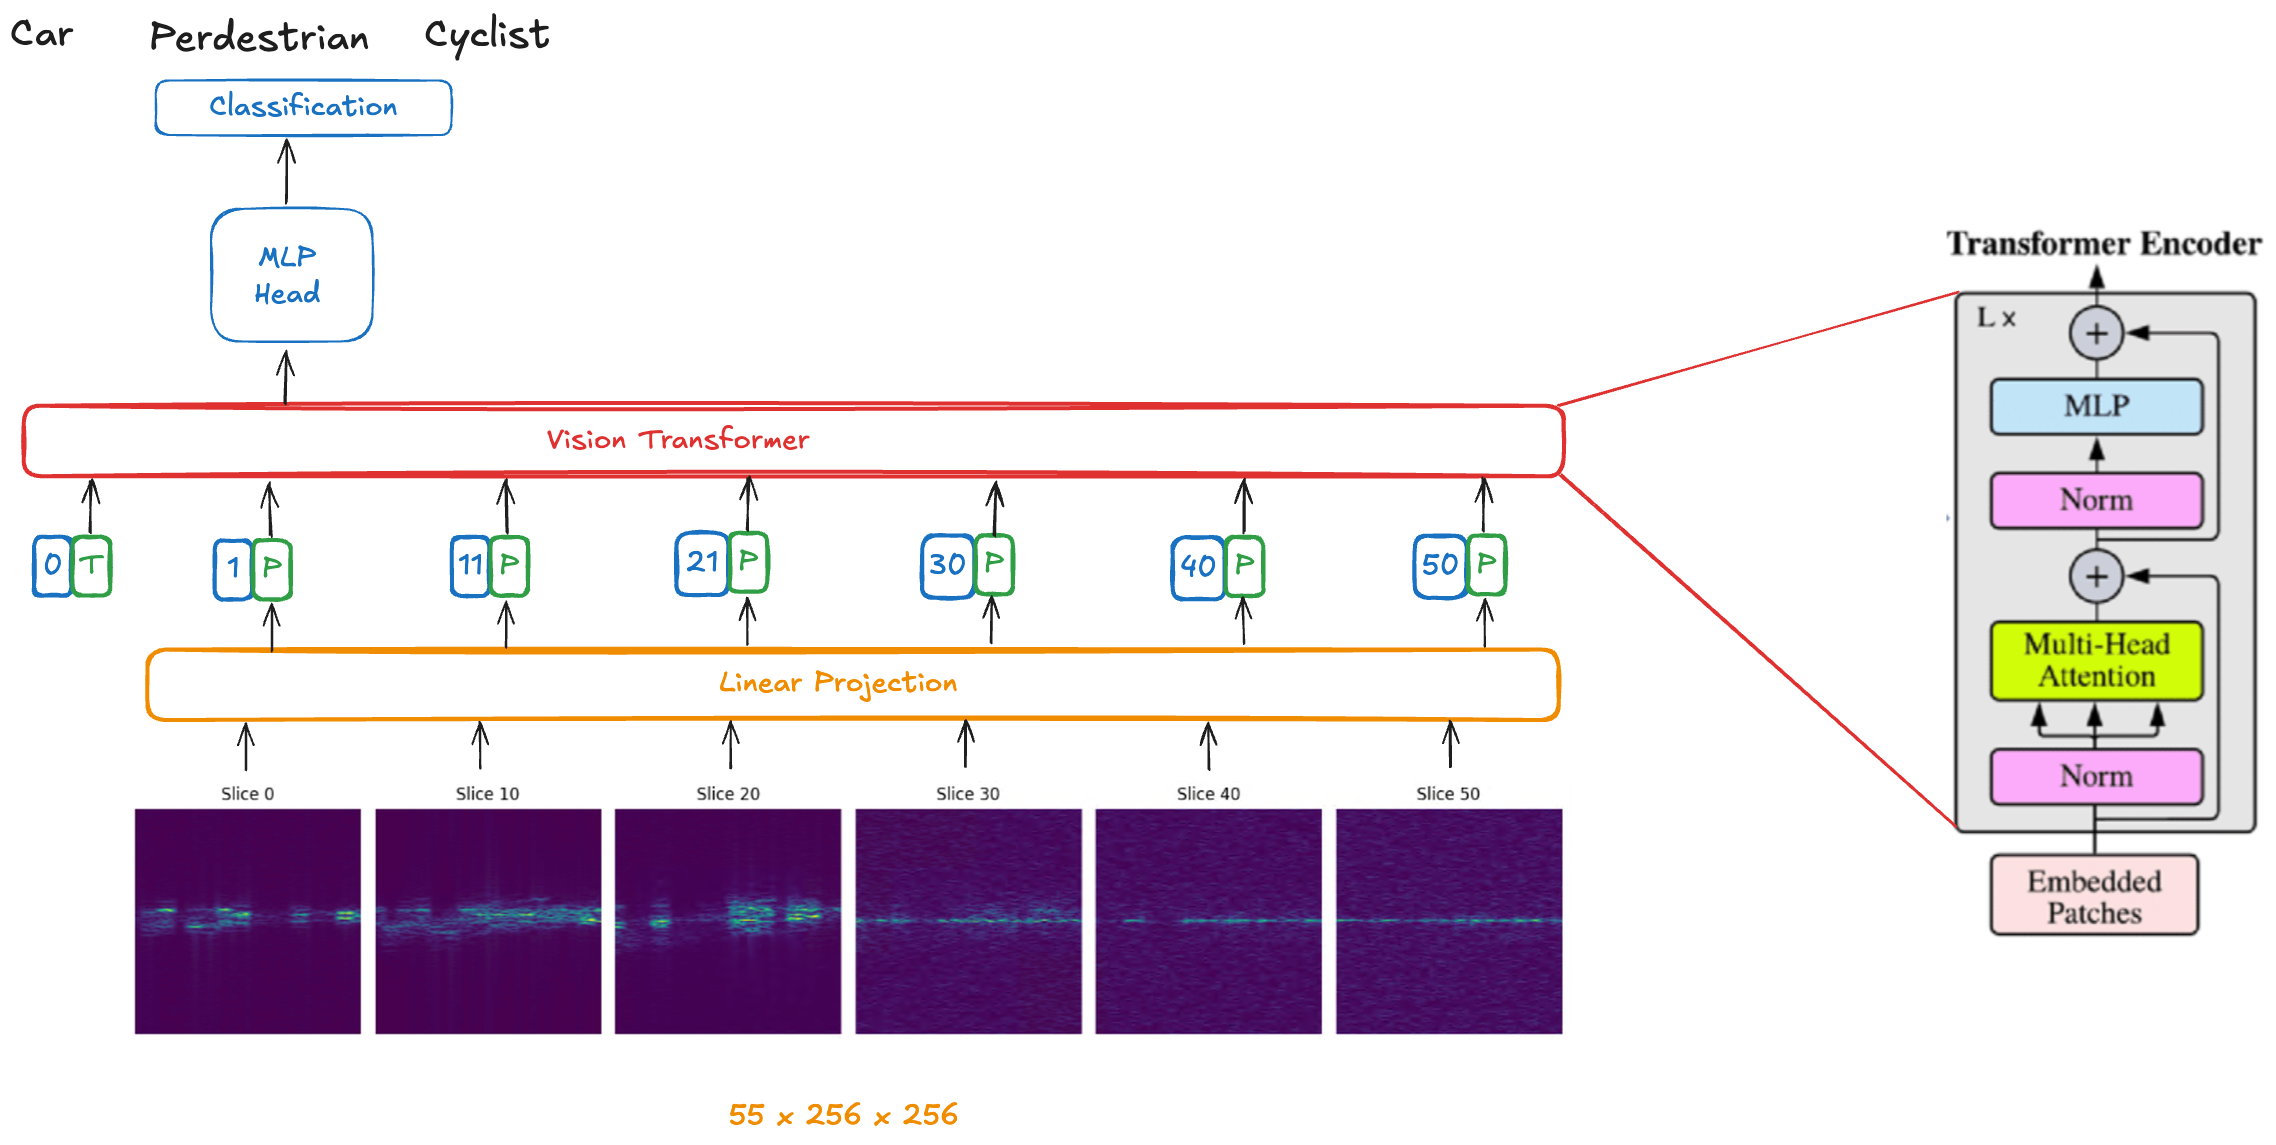 Car Perdestrian Cyclist
Classification
MLP
Head
Vision Transformer
0 T 1 P 11 P 21 P 30 P 40 P 50 P
Linear Projection
Slice 0 Slice 10 Slice 20 Slice 30 Slice 40 Slice 50
55 x 256 x 256
Transformer Encoder
L x
+
MLP
Norm
+
Multi-Head
Attention
Norm
Embedded
Patches